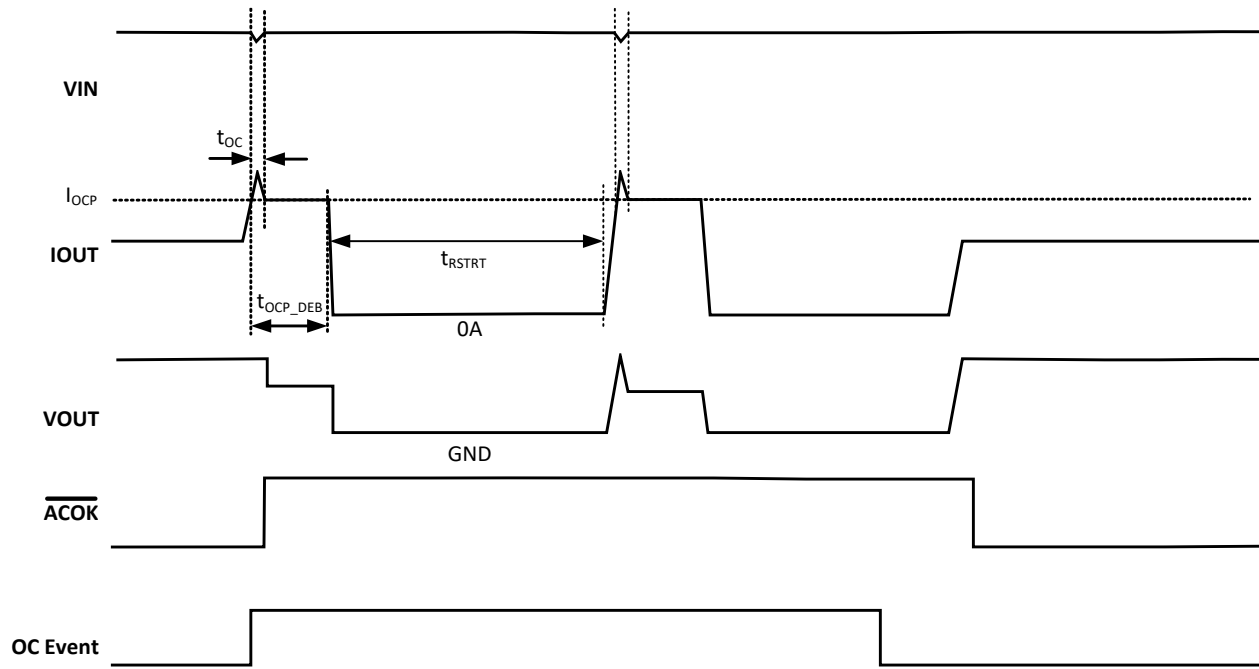 VIN
tOC
IOCP
IOUT
tRSTRT
tOCP_DEB
0A
VOUT
GND
ACOK
OC Event